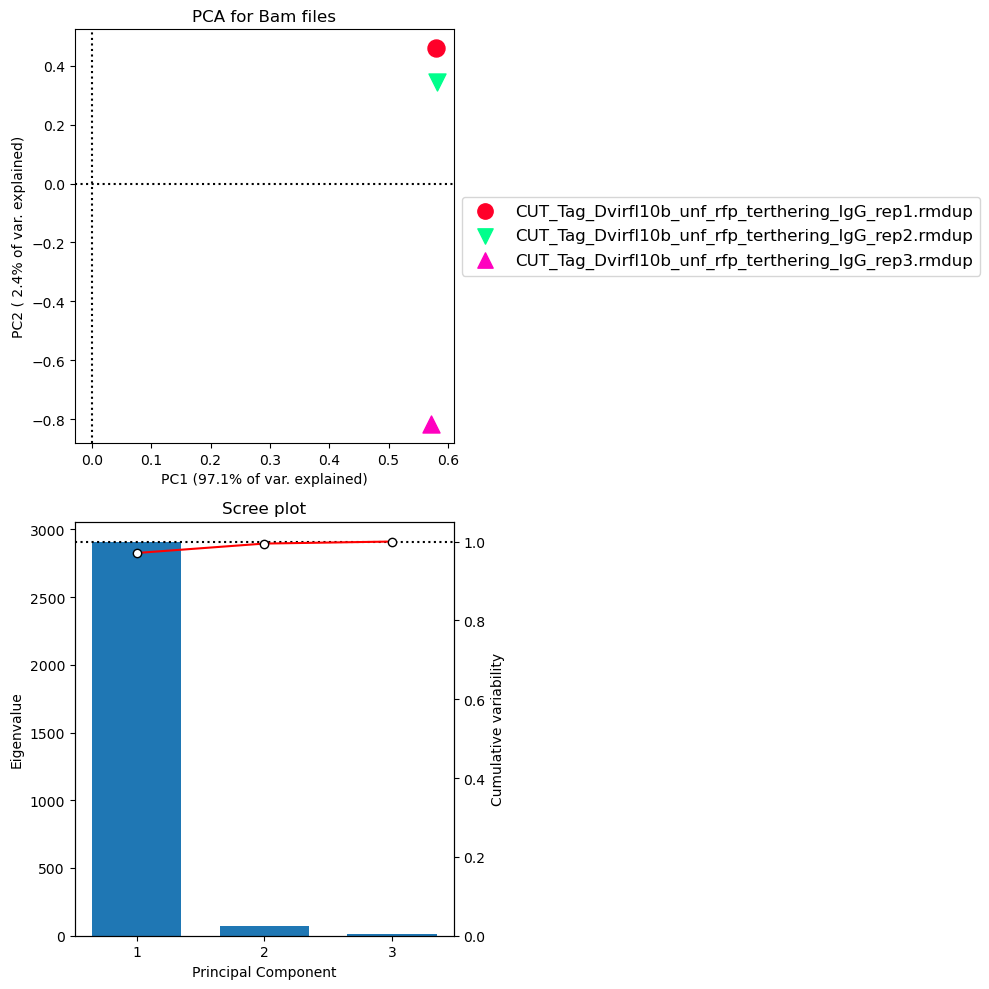 PCA for Bam files
0.4
0.2
0.0
−0.2
−0.4
−0.6
−0.8
PC2 ( 2.4% of var. explained)
0.0 0.1 0.2 0.3 0.4 0.5 0.6
PC1 (97.1% of var. explained)
CUT_Tag_Dvirfl10b_unf_rfp_terthering_IgG_rep1.rmdup
CUT_Tag_Dvirfl10b_unf_rfp_terthering_IgG_rep2.rmdup
CUT_Tag_Dvirfl10b_unf_rfp_terthering_IgG_rep3.rmdup
Scree plot
3000
2500
2000
1500
1000
500
0
Eigenvalue
1.0
0.8
0.6
0.4
0.2
0.0
Cumulative variability
1 2 3
Principal Component